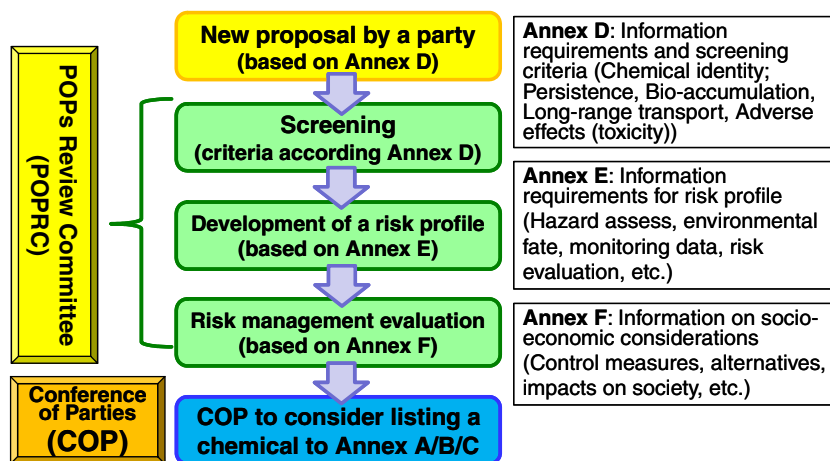 New proposal by a party
(based on Annex D)
Screening
(criteria according Annex D)
Development of a risk profile
(based on Annex E)
Risk management evaluation
(based on Annex F)
COP to consider listing a
chemical to Annex A/B/C
POPs Review Committee
(POPRC)
Conference
of Parties
(COP)
Annex D: Information
requirements and screening
criteria (Chemical identity;
Persistence, Bio-accumulation,
Long-range transport, Adverse
effects (toxicity))
Annex E: Information
requirements for risk profile
(Hazard assess, environmental
fate, monitoring data, risk
evaluation, etc.)
Annex F: Information on socio-
economic considerations
(Control measures, alternatives,
impacts on society, etc.)